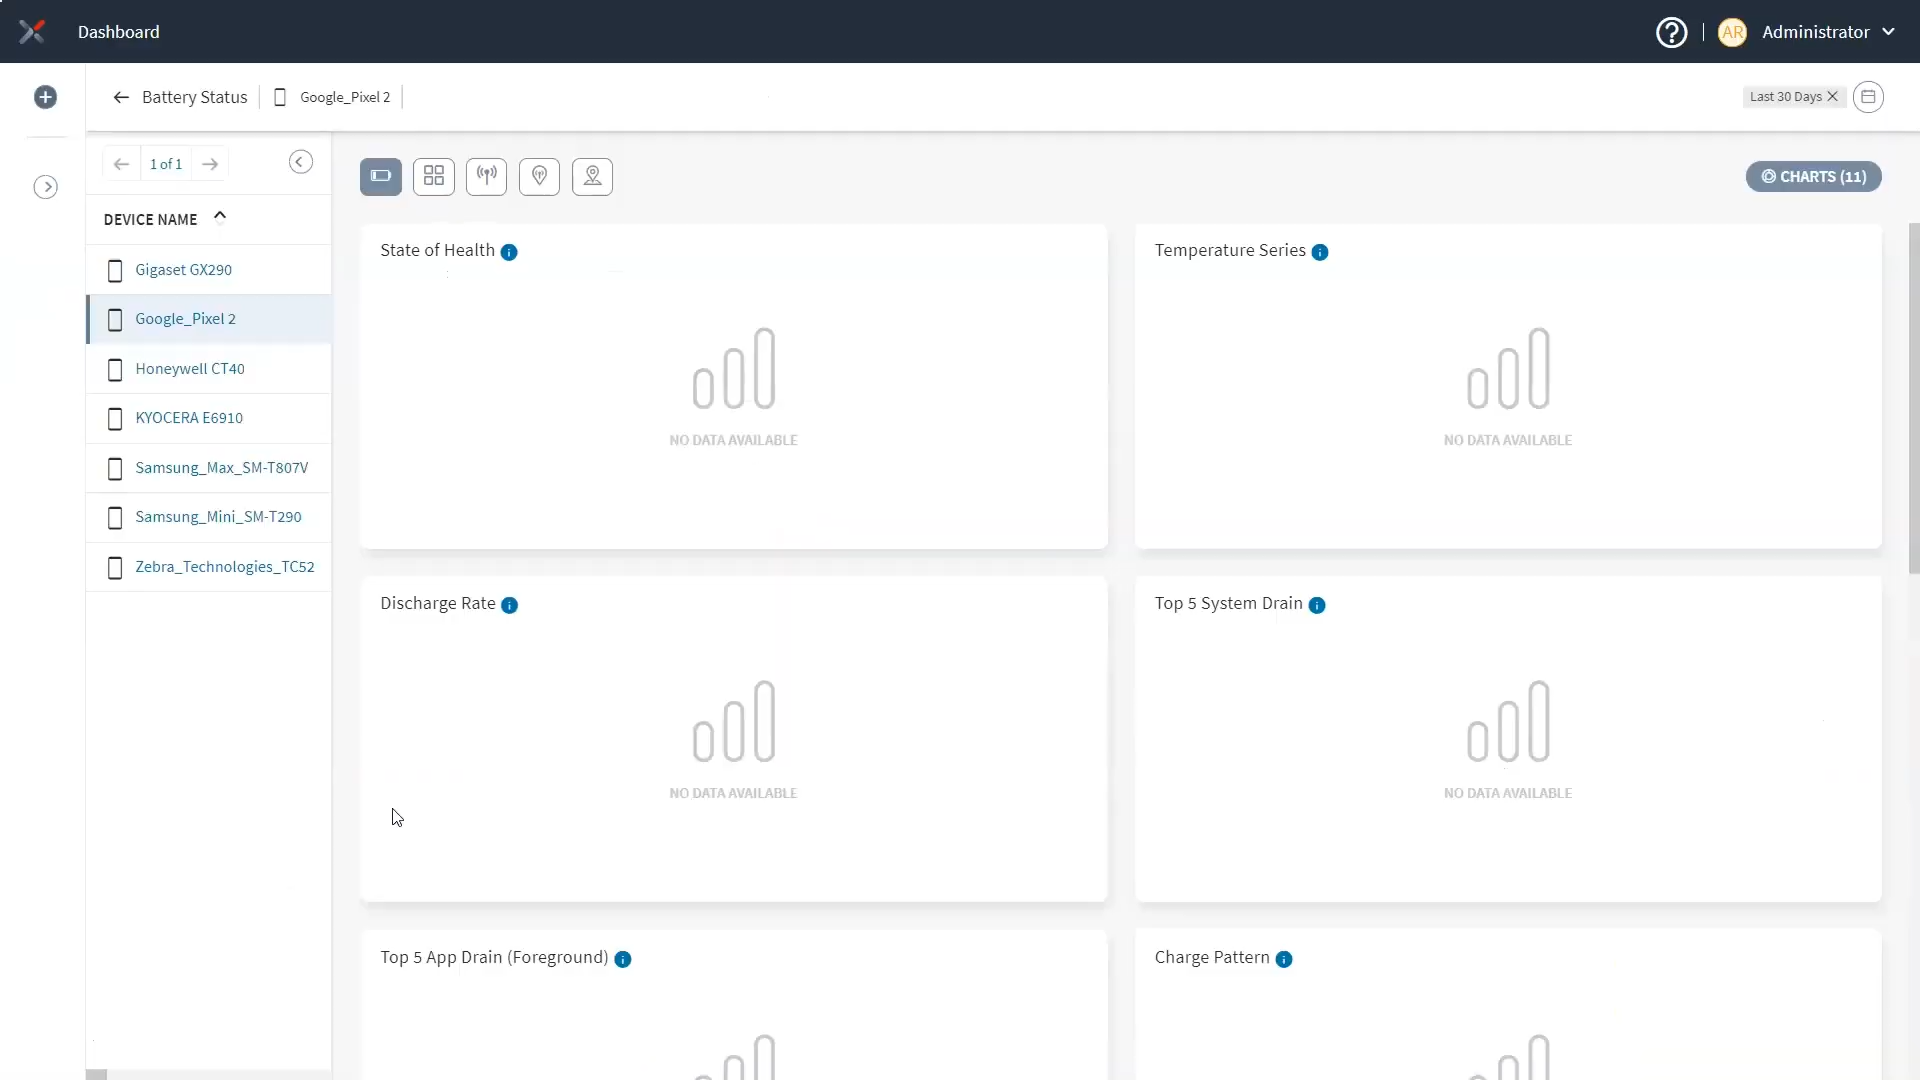 Dashboard
AR Administrator
Battery Status
Google_Pixel 2
Last 30 Days
1 of 1
CHARTS (11)
DEVICE NAME
Gigaset GX290
Google_Pixel 2
Honeywell CT40
KYOCERA E6910
Samsung_Max_SM-T807V
Samsung_Mini_SM-T290
Zebra_Technologies_TC52
State of Health
NO DATA AVAILABLE
Temperature Series
NO DATA AVAILABLE
Discharge Rate
NO DATA AVAILABLE
Top 5 System Drain
NO DATA AVAILABLE
Top 5 App Drain (Foreground)
Charge Pattern